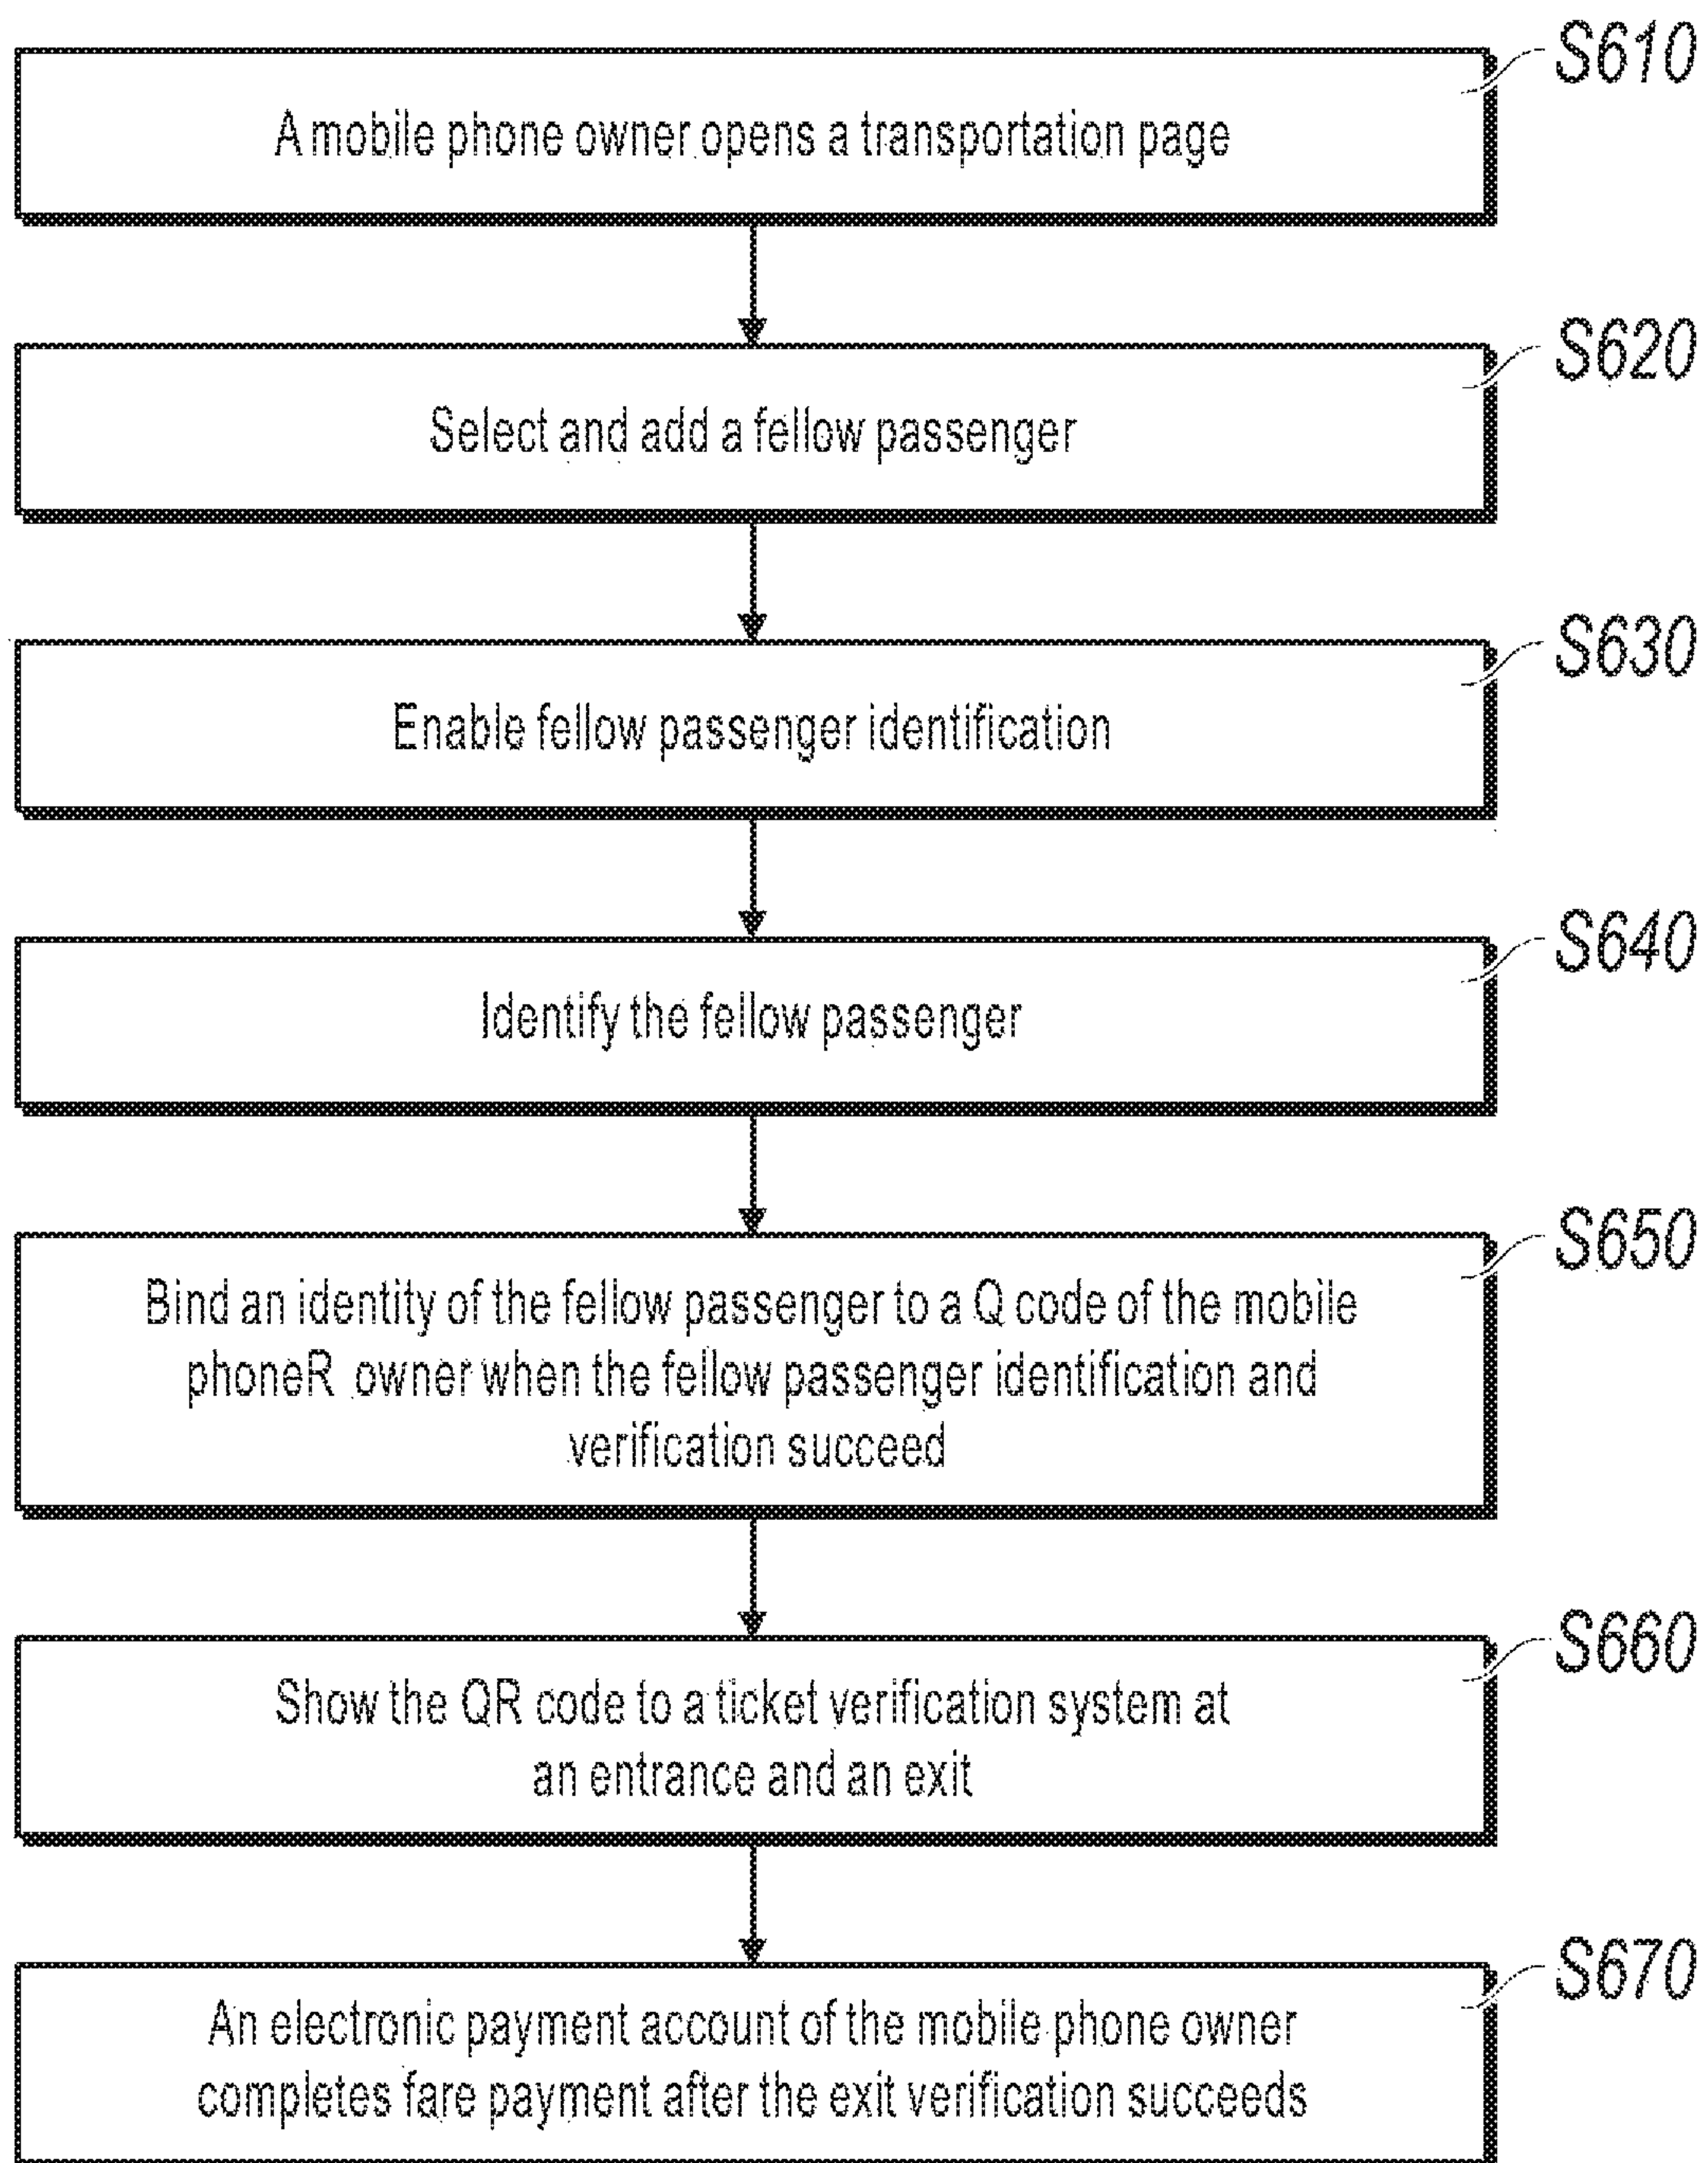 S610
A mobile phone owner opens a transportation page
S620
Select and add a fellow passenger
S630
Enable fellow passenger identification
S640
Identify the fellow passenger
S650
Bind an identity of the fellow passenger to a Q code of the mobile
phoneR owner when the fellow passenger identification and
verification succeed
S660
Show the QR code to a ticket verification system at
an entrance and an exit
S670
An electronic payment account of the mobile phone owner
completes fare payment after the exit verification succeeds